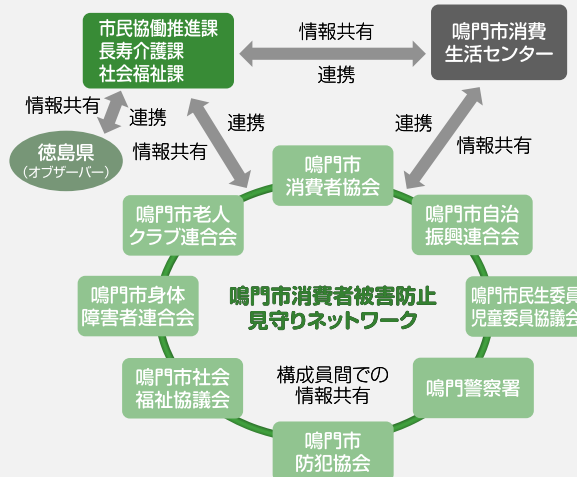 市民協働推進課
長寿介護課
社会福祉課
情報共有
連携
鳴門市消費
生活センター
情報共有
連携
徳島県
(オブザーバー)
連携
情報共有
連携
情報共有
鳴門市
消費者協会
鳴門市老人
クラブ連合会
鳴門市自治
振興連合会
鳴門市消費者被害防止
見守りネットワーク
鳴門市身体
障害者連合会
鳴門市民生委員
児童委員協議会
鳴門市社会
福祉協議会
構成員間での
情報共有
鳴門警察署
鳴門市
防犯協会